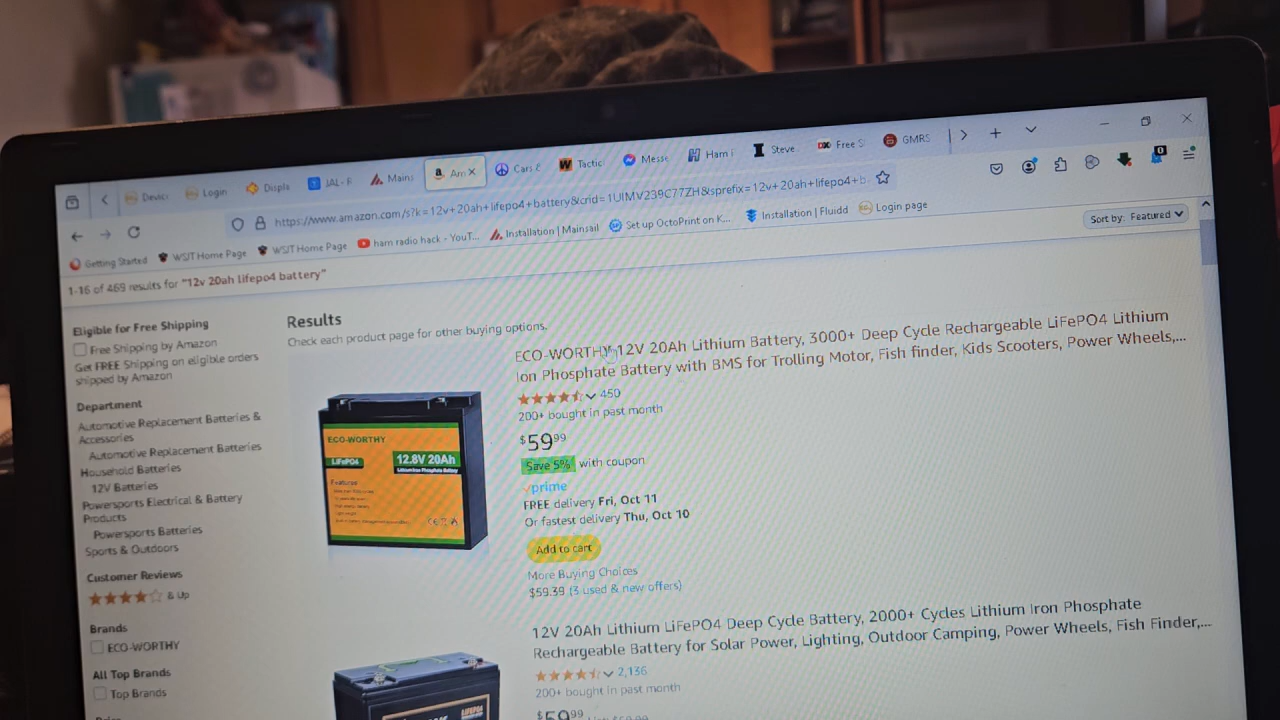 Devic
Login
Displa
JAL - F
Mains
a Am
Cars &
W Tactic
Messe
Ham i
Steve
DX Free S
GMRS
https://www.amazon.com/s?k=12v+20ah+lifepo4+battery&crid=1UIMV239C77ZH&sprefix=12v+20ah+lifepo4+b
0
Getting Started
WSJT Home Page
WSJT Home Page
ham radio hack - YouT...
Installation | Mainsail
Set up OctoPrint on K...
Installation | Fluidd
Login page
1-16 of 469 results for "12v 20ah lifepo4 battery"
Sort by: Featured
Eligible for Free Shipping
Free Shipping by Amazon
Get FREE Shipping on eligible orders
shipped by Amazon
Department
Automotive Replacement Batteries &
Accessories
Automotive Replacement Batteries
Household Batteries
12V Batteries
Powersports Electrical & Battery
Products
Powersports Batteries
Sports & Outdoors
Customer Reviews
& Up
Brands
ECO-WORTHY
All Top Brands
Top Brands
Results
Check each product page for other buying options.
ECO-WORTHY
LiFePO4
12.8V 20Ah
Lithium Iron Phosphate Battery
Features
ECO-WORTHY 12V 20Ah Lithium Battery, 3000+ Deep Cycle Rechargeable LiFePO4 Lithium
Ion Phosphate Battery with BMS for Trolling Motor, Fish finder, Kids Scooters, Power Wheels,...
450
200+ bought in past month
$59.99
Save 5% with coupon
prime
FREE delivery Fri, Oct 11
Or fastest delivery Thu, Oct 10
Add to cart
More Buying Choices
$59.39 (3 used & new offers)
12V 20Ah Lithium LiFePO4 Deep Cycle Battery, 2000+ Cycles Lithium Iron Phosphate
Rechargeable Battery for Solar Power, Lighting, Outdoor Camping, Power Wheels, Fish Finder,...
2,136
200+ bought in past month
$59.99
LIFEPO4